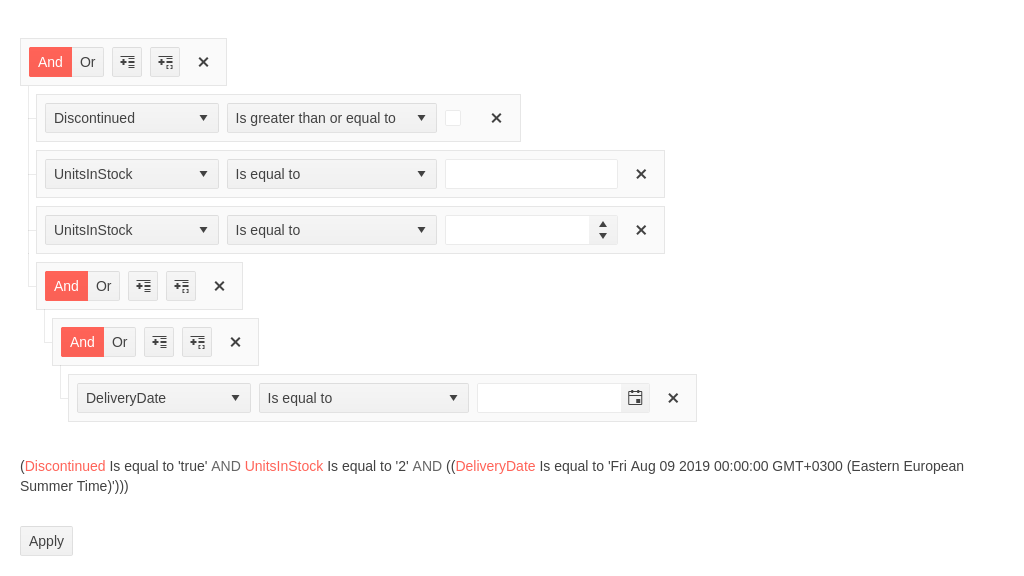 And Or
Discontinued Is greater than or equal to
UnitsInStock Is equal to
UnitsInStock Is equal to
And Or
And Or
DeliveryDate Is equal to
(Discontinued Is equal to 'true' AND UnitsInStock Is equal to '2' AND ((DeliveryDate Is equal to 'Fri Aug 09 2019 00:00:00 GMT+0300 (Eastern European
Summer Time)')))
Apply